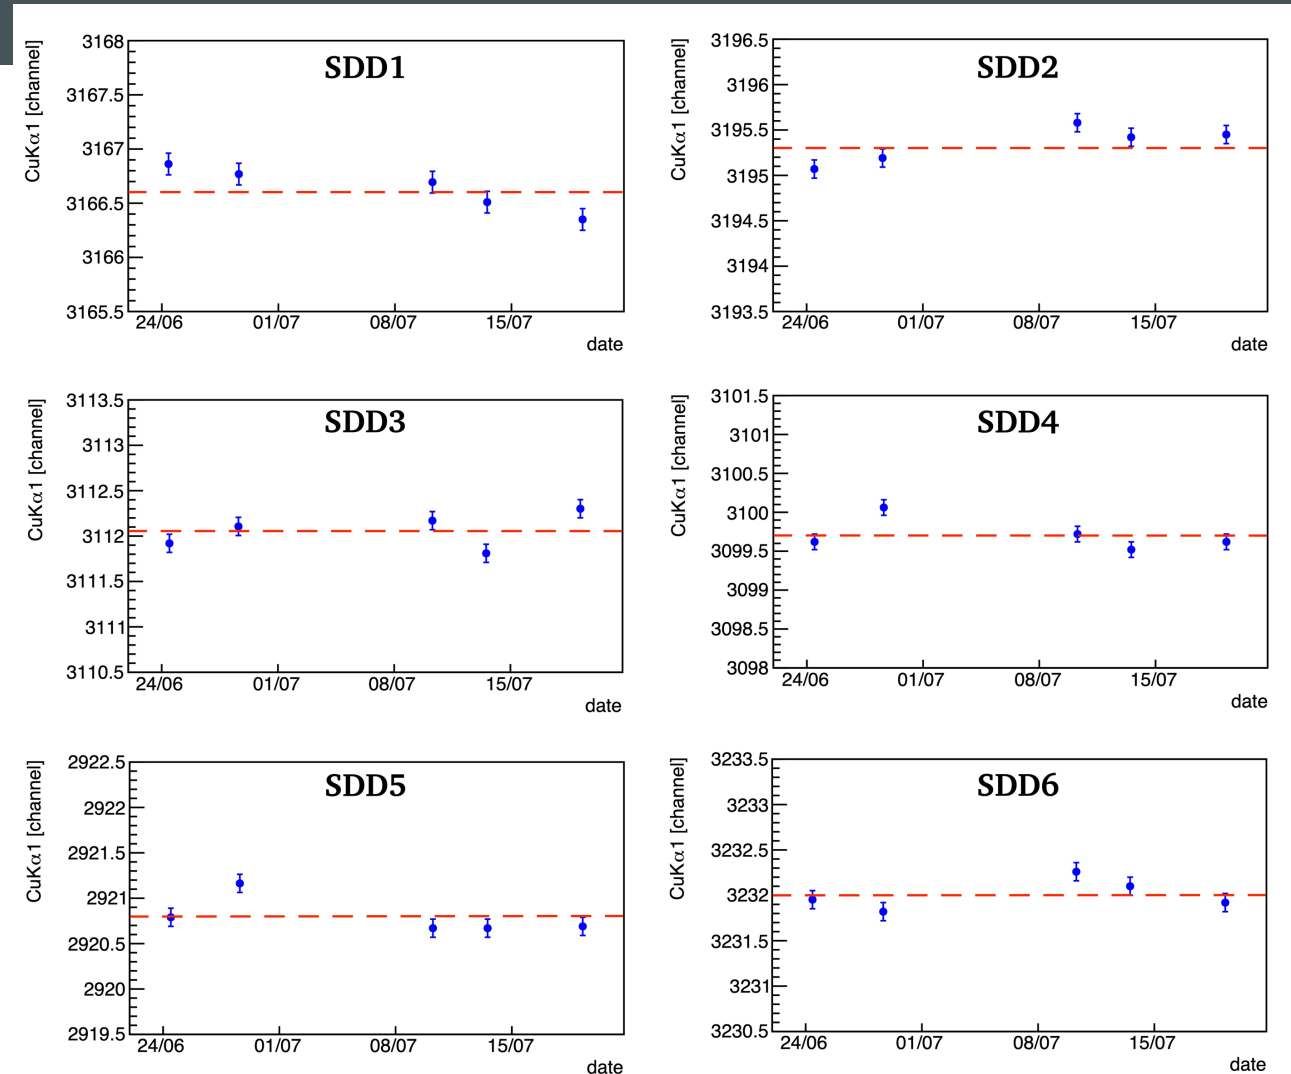 SDD1
CuKα1 [channel]
3168
3167.5
3167
3166.5
3166
3165.5
24/06 01/07 08/07 15/07
date
SDD2
CuKα1 [channel]
3196.5
3196
3195.5
3195
3194.5
3194
3193.5
24/06 01/07 08/07 15/07
date
SDD3
CuKα1 [channel]
3113.5
3113
3112.5
3112
3111.5
3111
3110.5
24/06 01/07 08/07 15/07
date
SDD4
CuKα1 [channel]
3101.5
3101
3100.5
3100
3099.5
3099
3098.5
3098
24/06 01/07 08/07 15/07
date
SDD5
CuKα1 [channel]
2922.5
2922
2921.5
2921
2920.5
2920
2919.5
24/06 01/07 08/07 15/07
date
SDD6
CuKα1 [channel]
3233.5
3233
3232.5
3232
3231.5
3231
3230.5
24/06 01/07 08/07 15/07
date